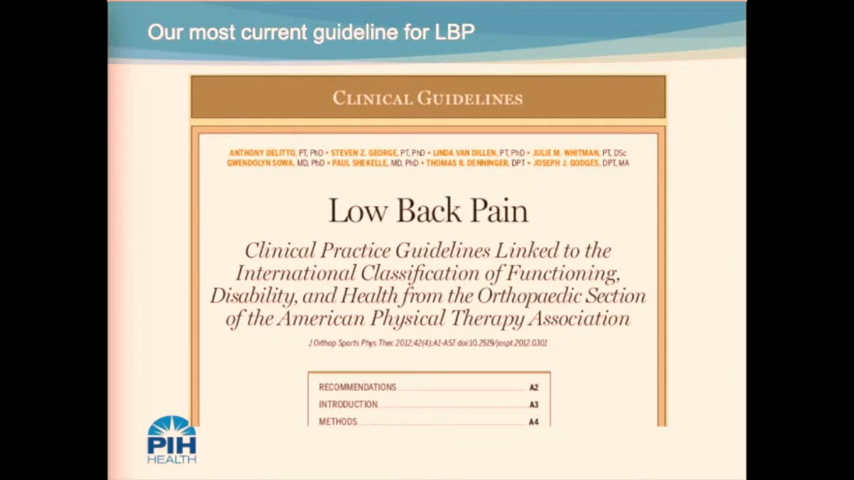 Our most current guideline for LBP
CLINICAL GUIDELINES
ANTHONY DELITTO, PT, PhD • STEVEN Z. GEORGE, PT, PhD • LINDA VAN DILLEN, PT, PhD • JULIE M. WHITMAN, PT, DSc
GWENDOLYN SOWA, MD, PhD • PAUL SHEKELLE, MD, PhD • THOMAS R. DENNINGER, DPT • JOSEPH J. GODGES, DPT, MA
Low Back Pain
Clinical Practice Guidelines Linked to the
International Classification of Functioning,
Disability, and Health from the Orthopaedic Section
of the American Physical Therapy Association
J Orthop Sports Phys Ther. 2012;42(4):A1-A57. doi:10.2519/jospt.2012.0301
RECOMMENDATIONS A2
INTRODUCTION A3
METHODS A4
PIH
HEALTH